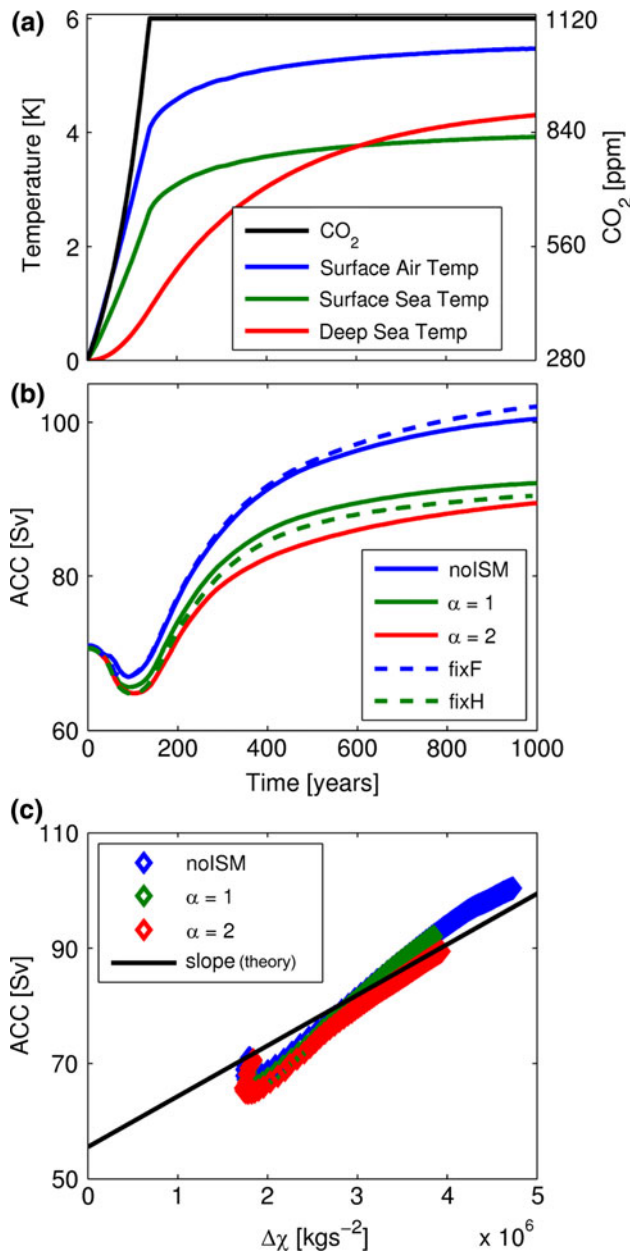 (a)
6
4
2
0
Temperature [K]
1120
840
560
280
CO2 [ppm]
CO2
Surface Air Temp
Surface Sea Temp
Deep Sea Temp
(b)
100
80
60
ACC [Sv]
noISM
α = 1
α = 2
fixF
fixH
0 200 400 600 800 1000
Time [years]
(c)
110
90
70
50
ACC [Sv]
noISM
α = 1
α = 2
slope (theory)
0 1 2 3 4 5
Δχ [kgs-2]
x 10^6